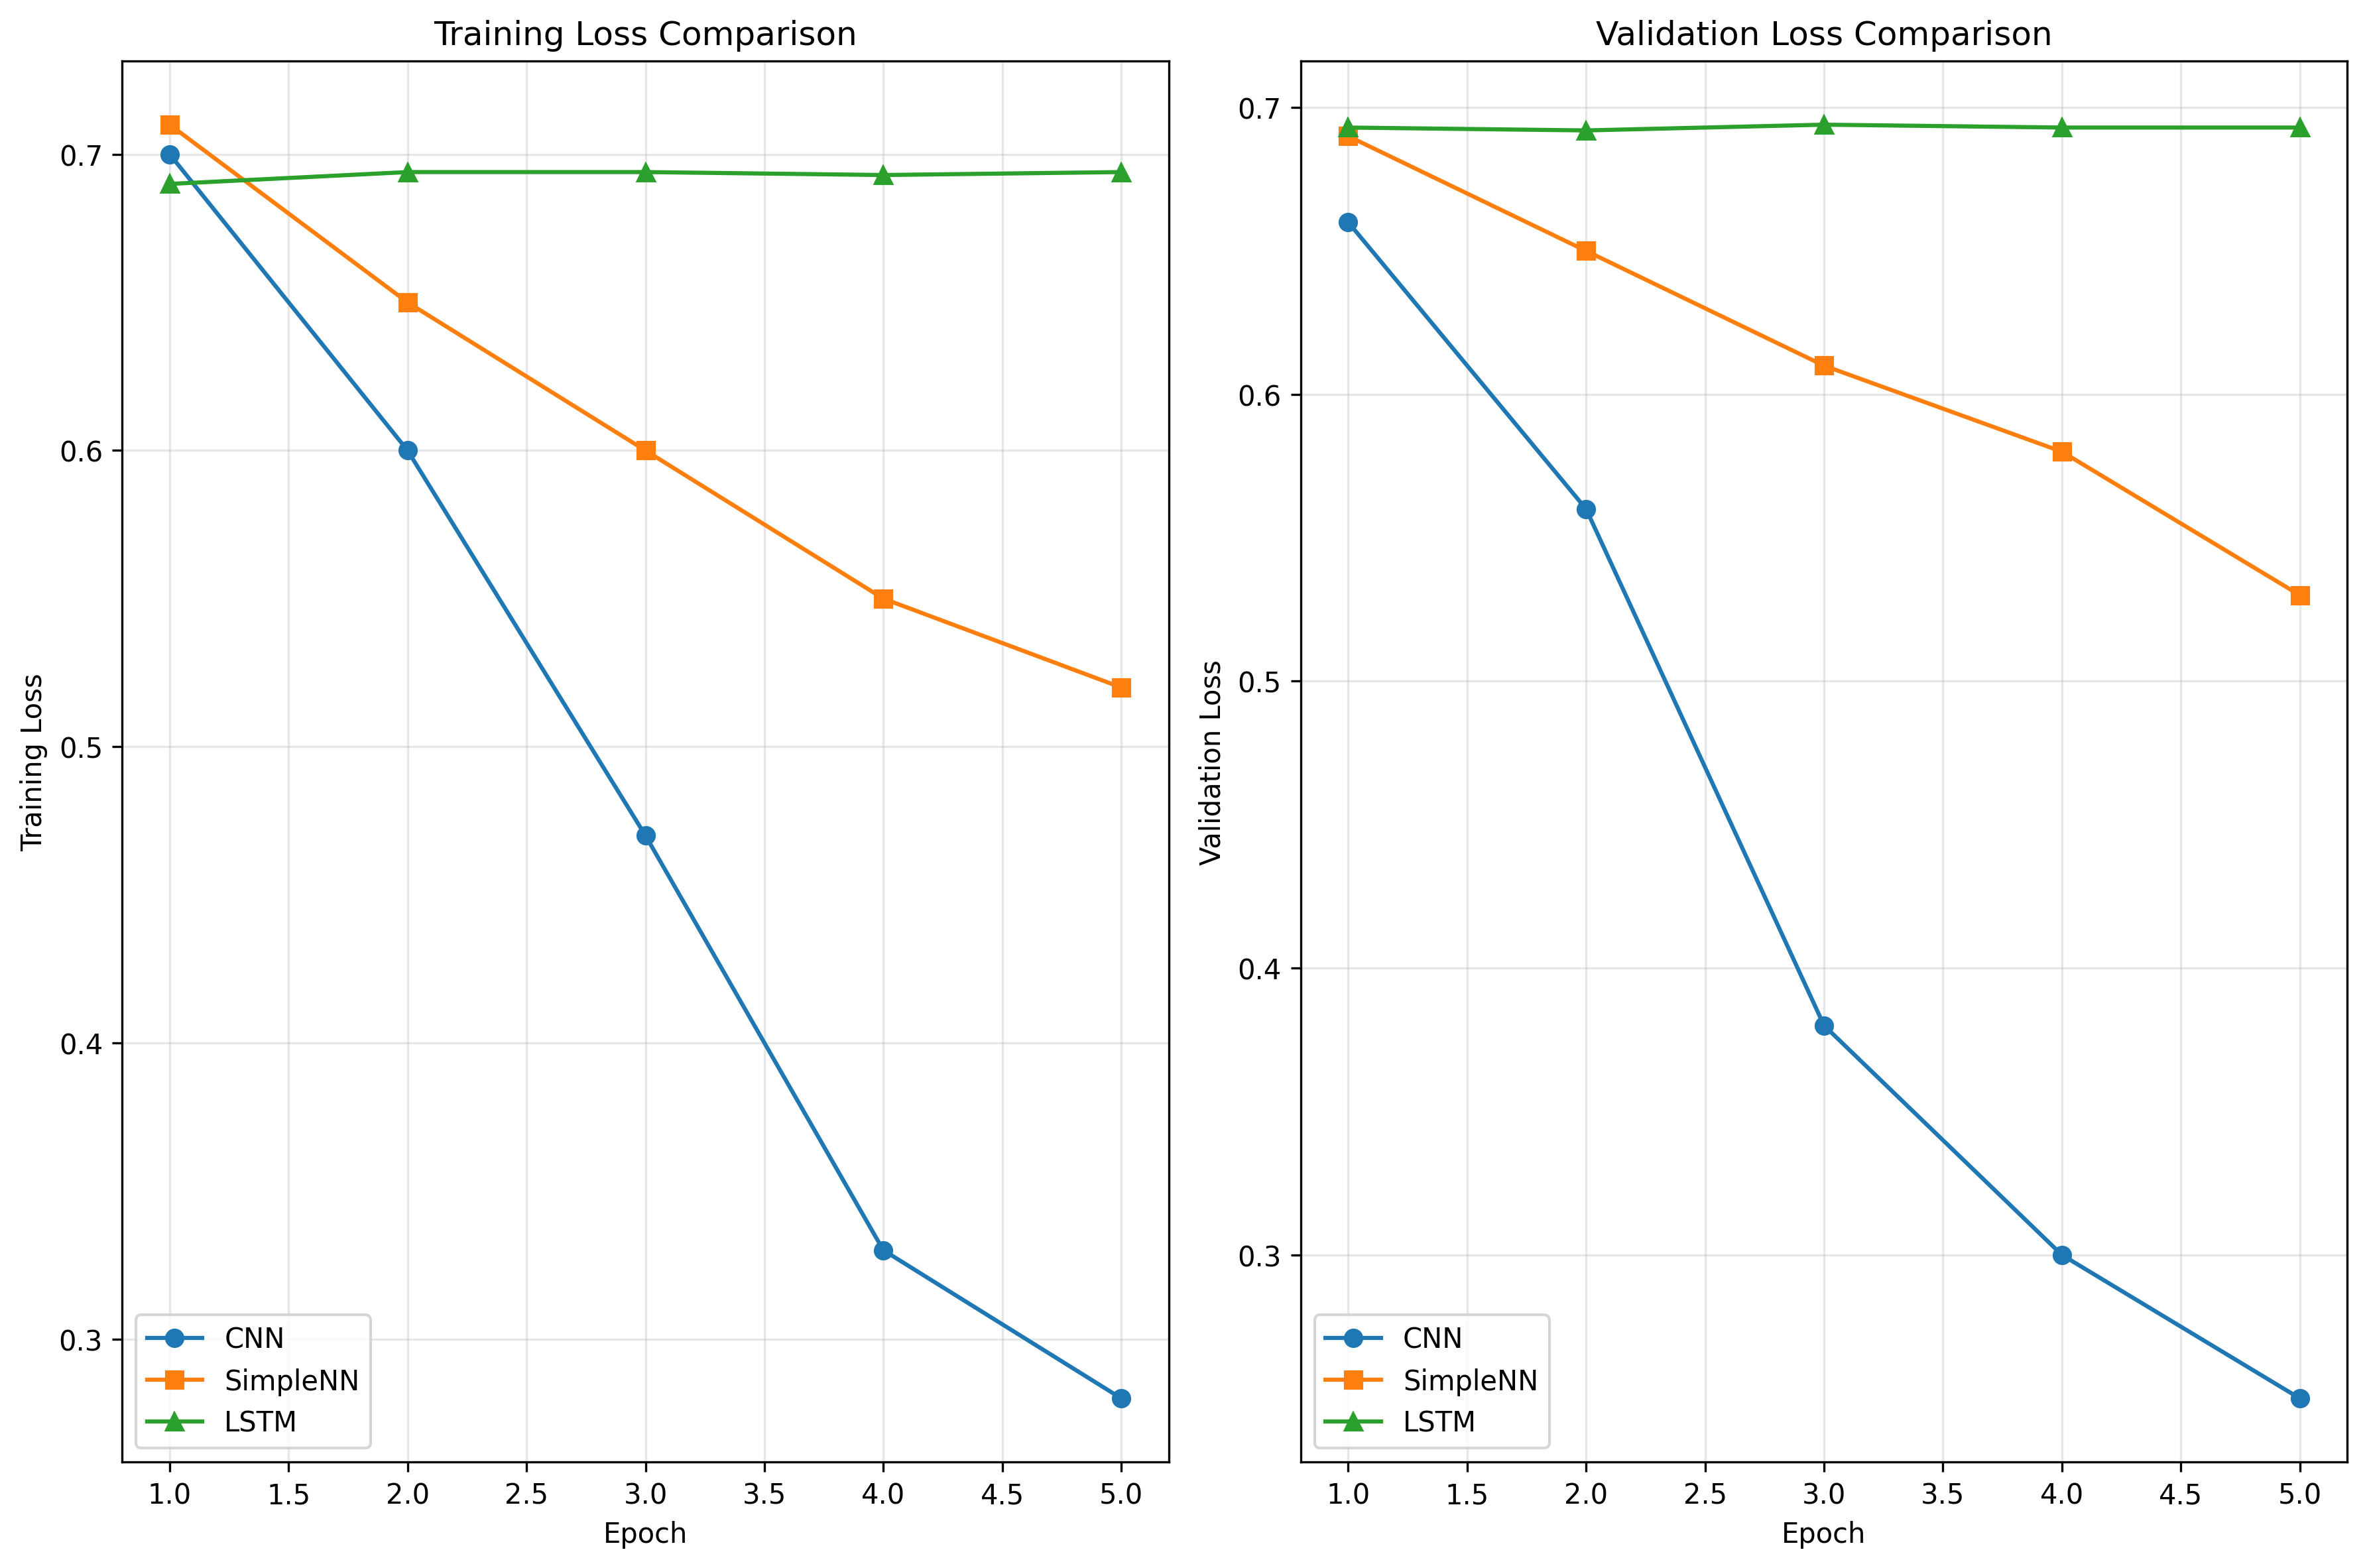 Training Loss Comparison
Training Loss
0.7
0.6
0.5
0.4
0.3
CNN
SimpleNN
LSTM
1.0 1.5 2.0 2.5 3.0 3.5 4.0 4.5 5.0
Epoch
Validation Loss Comparison
Validation Loss
0.7
0.6
0.5
0.4
0.3
CNN
SimpleNN
LSTM
1.0 1.5 2.0 2.5 3.0 3.5 4.0 4.5 5.0
Epoch